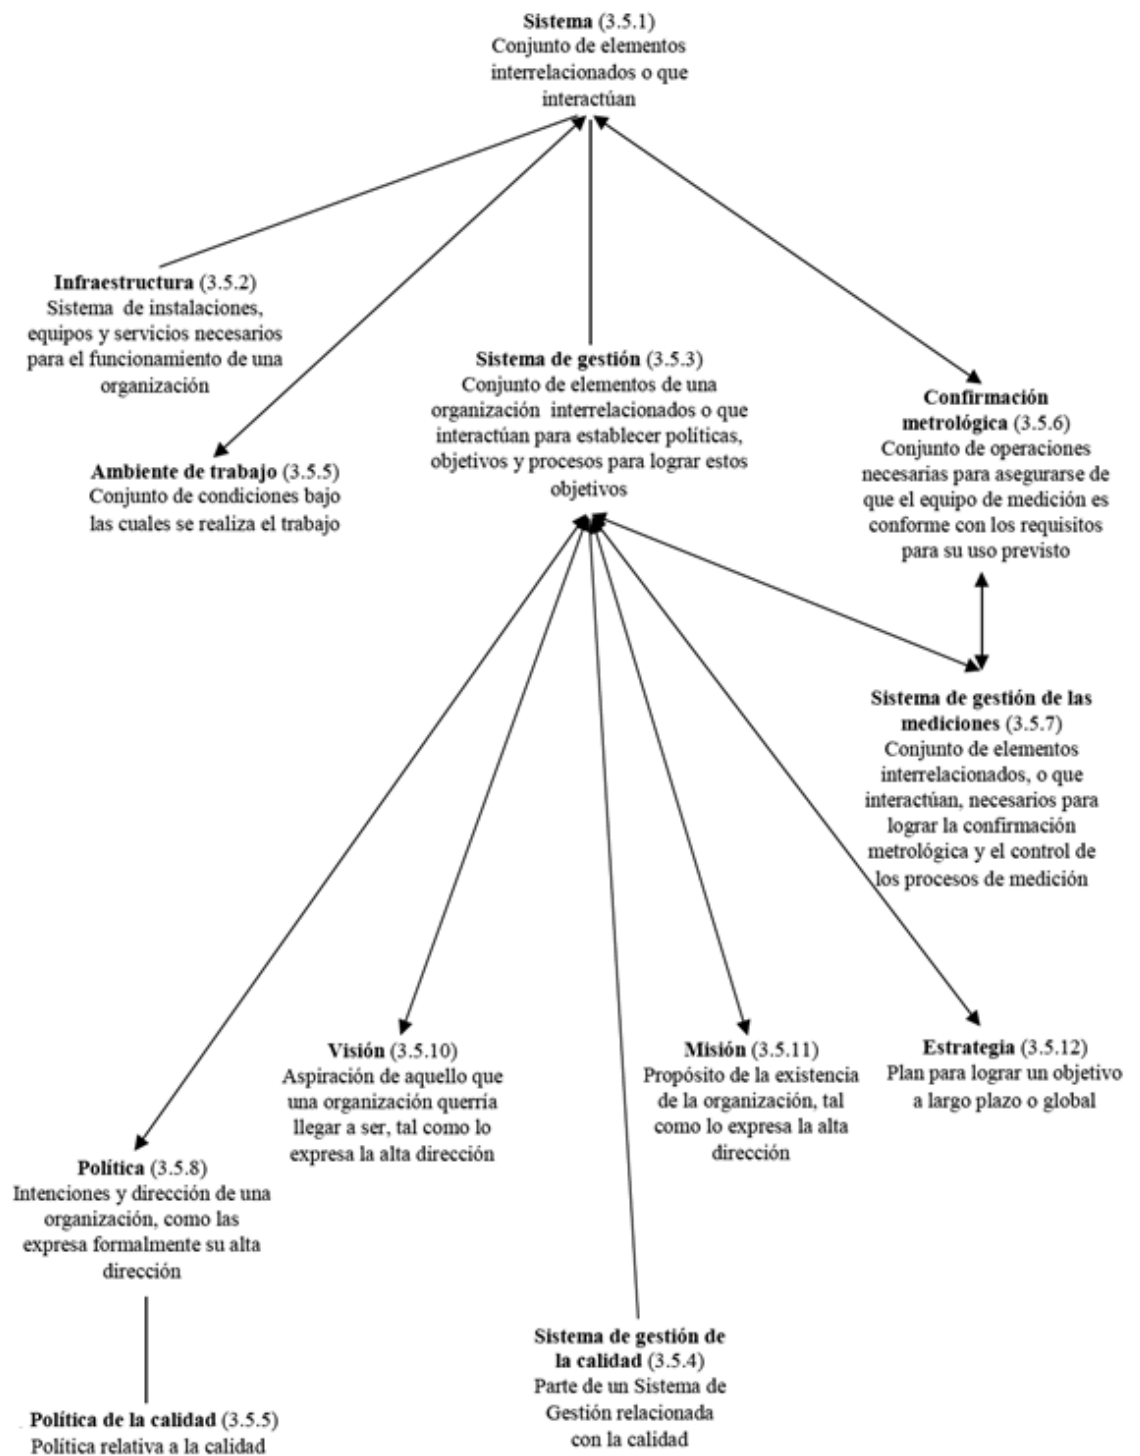 Sistema (3.5.1)
Conjunto de elementos
interrelacionados o que
interactúan
Infraestructura (3.5.2)
Sistema de instalaciones,
equipos y servicios necesarios
para el funcionamiento de una
organización
Sistema de gestión (3.5.3)
Conjunto de elementos de una
organización interrelacionados o que
interactúan para establecer políticas,
objetivos y procesos para lograr estos
objetivos
Confirmación
metrológica (3.5.6)
Conjunto de operaciones
necesarias para asegurarse de
que el equipo de medición es
conforme con los requisitos
para su uso previsto
Ambiente de trabajo (3.5.5)
Conjunto de condiciones bajo
las cuales se realiza el trabajo
Sistema de gestión de las
mediciones (3.5.7)
Conjunto de elementos
interrelacionados, o que
interactúan, necesarios para
lograr la confirmación
metrológica y el control de
los procesos de medición
Visión (3.5.10)
Aspiración de aquello que
una organización querría
llegar a ser, tal como lo
expresa la alta dirección
Misión (3.5.11)
Propósito de la existencia
de la organización, tal
como lo expresa la alta
dirección
Estrategia (3.5.12)
Plan para lograr un objetivo
a largo plazo o global
Política (3.5.8)
Intenciones y dirección de una
organización, como las
expresa formalmente su alta
dirección
Sistema de gestión de
la calidad (3.5.4)
Parte de un Sistema de
Gestión relacionada
con la calidad
Política de la calidad (3.5.5)
Política relativa a la calidad